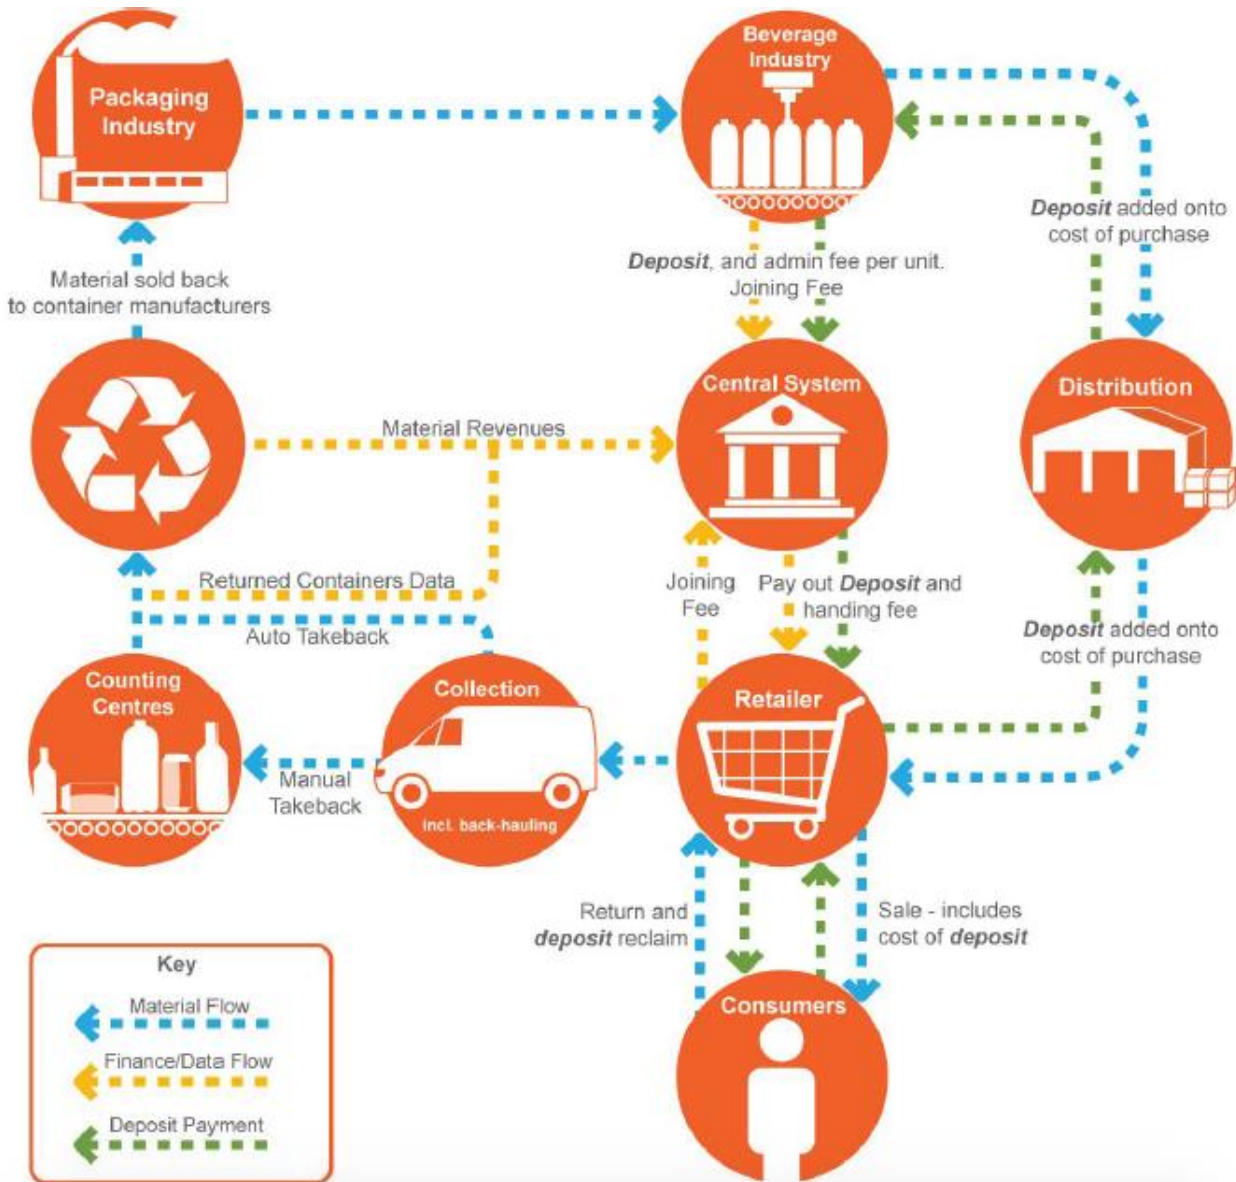 Packaging
Industry
Beverage
Industry
Deposit added onto
cost of purchase
Deposit, and admin fee per unit.
Joining Fee
Material sold back
to container manufacturers
Central System
Distribution
Material Revenues
Returned Containers Data
Auto Takeback
Joining
Fee
Pay out Deposit and
handing fee
Deposit added onto
cost of purchase
Counting
Centres
Collection
incl. back-hauling
Manual
Takeback
Retailer
Return and
deposit reclaim
Sale - includes
cost of deposit
Consumers
Key
Material Flow
Finance/Data Flow
Deposit Payment